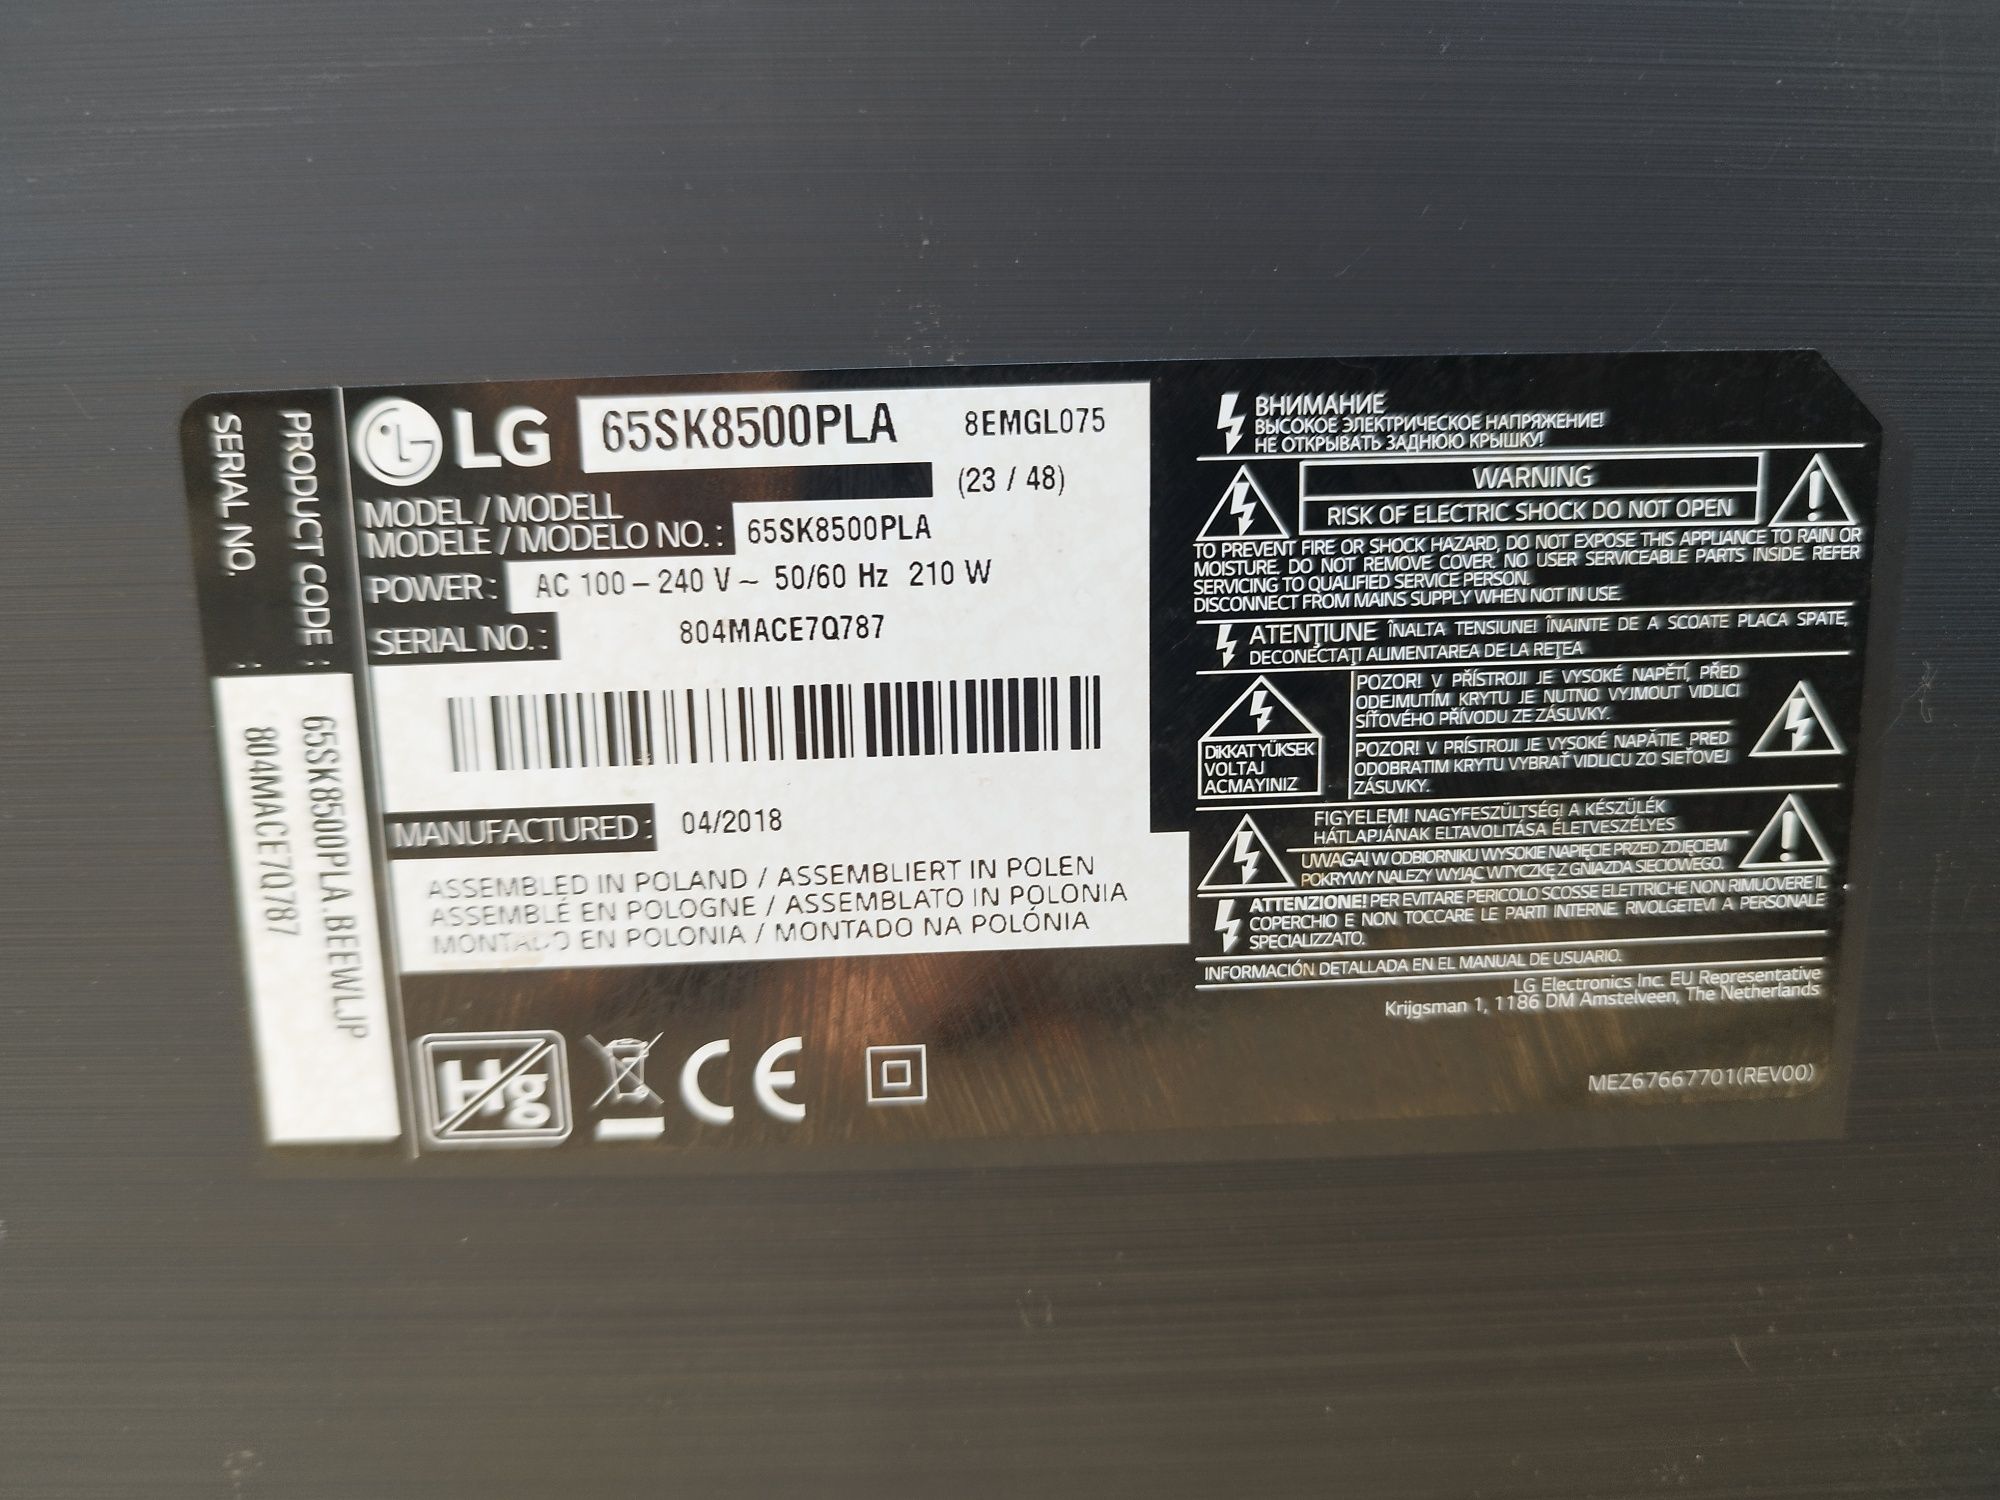 PRODUCT CODE : 65SK8500PLA.BEEWLJP
SERIAL NO. : 804MACE7Q787
LG 65SK8500PLA 8EMGL075
(23 / 48)
MODEL / MODELL
MODÈLE / MODELO NO. : 65SK8500PLA
POWER : AC 100 – 240 V ~ 50/60 Hz 210 W
SERIAL NO. : 804MACE7Q787
MANUFACTURED : 04/2018
ASSEMBLED IN POLAND / ASSEMBLIERT IN POLEN
ASSEMBLÉ EN POLOGNE / ASSEMBLATO IN POLONIA
MONTADO EN POLONIA / MONTADO NA POLÓNIA
Hg
CE
ВНИМАНИЕ
ВЫСОКОЕ ЭЛЕКТРИЧЕСКОЕ НАПРЯЖЕНИЕ!
НЕ ОТКРЫВАТЬ ЗАДНЮЮ КРЫШКУ!
WARNING
RISK OF ELECTRIC SHOCK DO NOT OPEN
TO PREVENT FIRE OR SHOCK HAZARD, DO NOT EXPOSE THIS APPLIANCE TO RAIN OR
MOISTURE. DO NOT REMOVE COVER. NO USER SERVICEABLE PARTS INSIDE. REFER
SERVICING TO QUALIFIED SERVICE PERSON.
DISCONNECT FROM MAINS SUPPLY WHEN NOT IN USE.
ATENŢIUNE ÎNALTA TENSIUNE! ÎNAINTE DE A SCOATE PLACA SPATE,
DECONECTAŢI ALIMENTAREA DE LA REŢEA
DİKKAT YÜKSEK
VOLTAJ
ACMAYINIZ
POZOR! V PŘÍSTROJI JE VYSOKÉ NAPĚTÍ, PŘED
ODEJMUTÍM KRYTU JE NUTNO VYJMOUT VIDLICI
SÍŤOVÉHO PŘÍVODU ZE ZÁSUVKY.
POZOR! V PRÍSTROJI JE VYSOKÉ NAPÄTIE, PRED
ODOBRATIM KRYTU VYBRAŤ VIDLICU ZO SIEŤOVEJ
ZÁSUVKY.
FIGYELEM! NAGYFESZÜLTSÉG! A KÉSZÜLÉK
HÁTLAPJÁNAK ELTAVOLITÁSA ÉLETVESZÉLYES
UWAGA! W ODBIORNIKU WYSOKIE NAPIĘCIE PRZED ZDJĘCIEM
POKRYWY NALEŻY WYJĄĆ WTYCZKĘ Z GNIAZDA SIECIOWEGO.
ATTENZIONE! PER EVITARE PERICOLO SCOSSE ELETTRICHE NON RIMUOVERE IL
COPERCHIO E NON TOCCARE LE PARTI INTERNE. RIVOLGETEVI A PERSONALE
SPECIALIZZATO.
INFORMACIÓN DETALLADA EN EL MANUAL DE USUARIO.
LG Electronics Inc. EU Representative
Krijgsman 1, 1186 DM Amstelveen, The Netherlands
MEZ67667701(REV00)